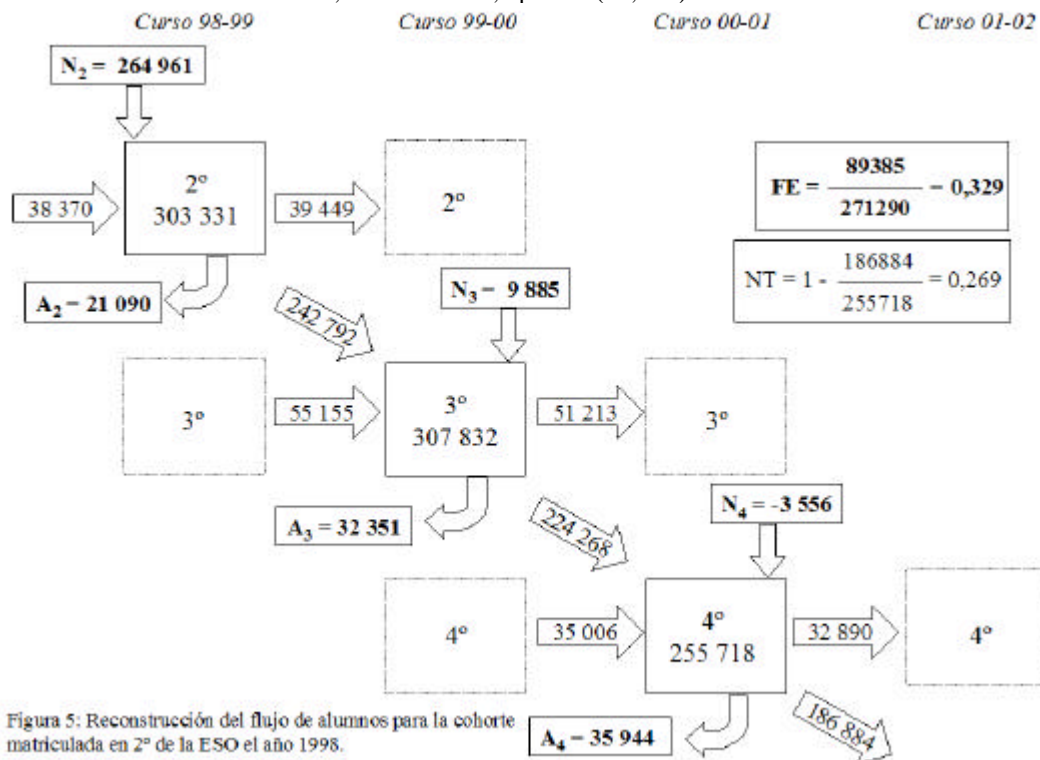 Curso 98-99 Curso 99-00 Curso 00-01 Curso 01-02
N2 = 264 961
2º
303 331
38 370
39 449
2º
FE = 89385 / 271290 = 0,329
NT = 1 - 186884 / 255718 = 0,269
A2 = 21 090
242 792
N3 = 9 885
3º
55 155
3º
307 832
51 213
3º
A3 = 32 351
224 268
N4 = -3 556
4º
35 006
4º
255 718
32 890
4º
A4 = 35 944
186 884
Figura 5: Reconstrucción del flujo de alumnos para la cohorte
matriculada en 2º de la ESO el año 1998.